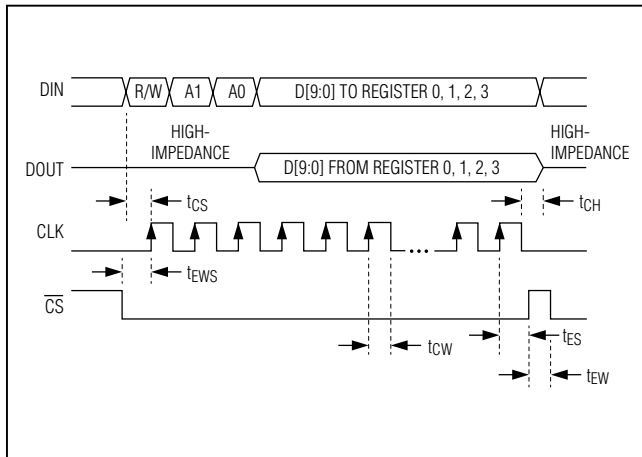 DIN
R/W
A1
A0
D[9:0] TO REGISTER 0, 1, 2, 3
HIGH-
IMPEDANCE
HIGH-
IMPEDANCE
DOUT
D[9:0] FROM REGISTER 0, 1, 2, 3
tCS
tCH
CLK
...
tEWS
CS
tCW
tES
tEW